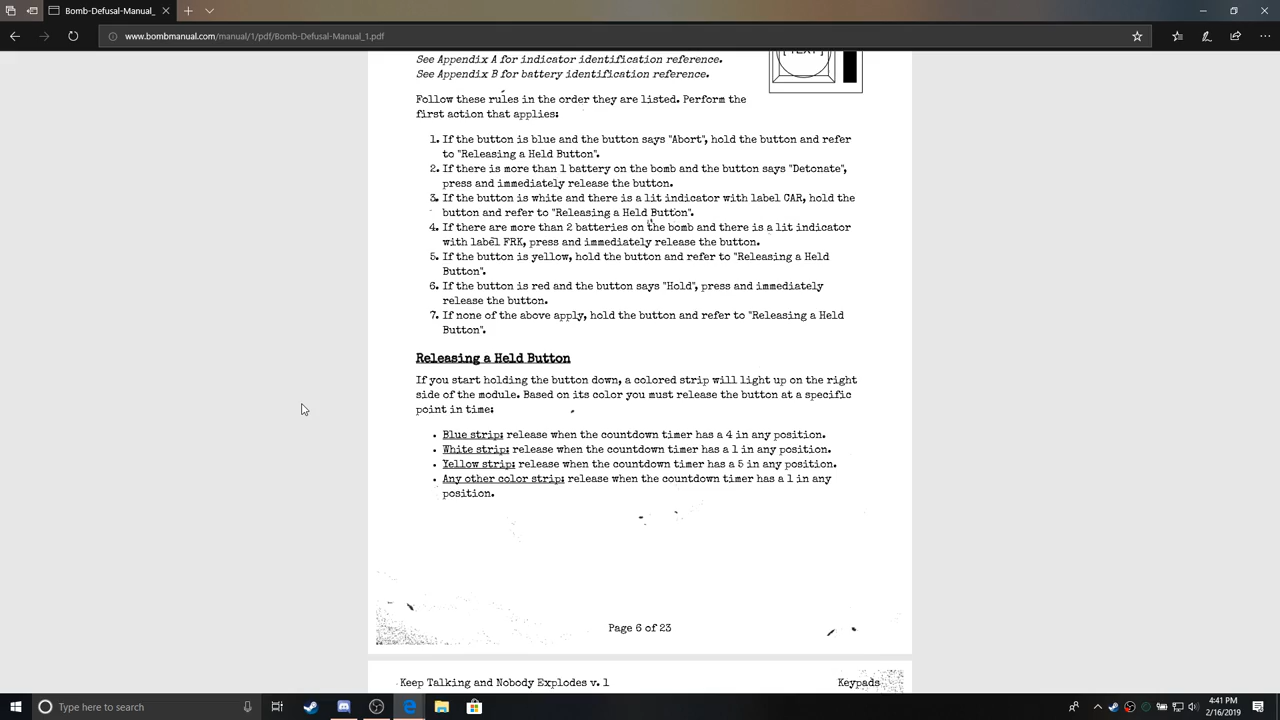 Bomb-Defusal-Manual_
www.bombmanual.com/manual/1/pdf/Bomb-Defusal-Manual_1.pdf
[TEXT]
See Appendix A for indicator identification reference.
See Appendix B for battery identification reference.
Follow these rules in the order they are listed. Perform the
first action that applies:
1. If the button is blue and the button says "Abort", hold the button and refer
to "Releasing a Held Button".
2. If there is more than 1 battery on the bomb and the button says "Detonate",
press and immediately release the button.
3. If the button is white and there is a lit indicator with label CAR, hold the
button and refer to "Releasing a Held Button".
4. If there are more than 2 batteries on the bomb and there is a lit indicator
with label FRK, press and immediately release the button.
5. If the button is yellow, hold the button and refer to "Releasing a Held
Button".
6. If the button is red and the button says "Hold", press and immediately
release the button.
7. If none of the above apply, hold the button and refer to "Releasing a Held
Button".
Releasing a Held Button
If you start holding the button down, a colored strip will light up on the right
side of the module. Based on its color you must release the button at a specific
point in time:
• Blue strip: release when the countdown timer has a 4 in any position.
• White strip: release when the countdown timer has a 1 in any position.
• Yellow strip: release when the countdown timer has a 5 in any position.
• Any other color strip: release when the countdown timer has a 1 in any
position.
Page 6 of 23
Keep Talking and Nobody Explodes v. 1 Keypads
Type here to search
4:41 PM
2/16/2019